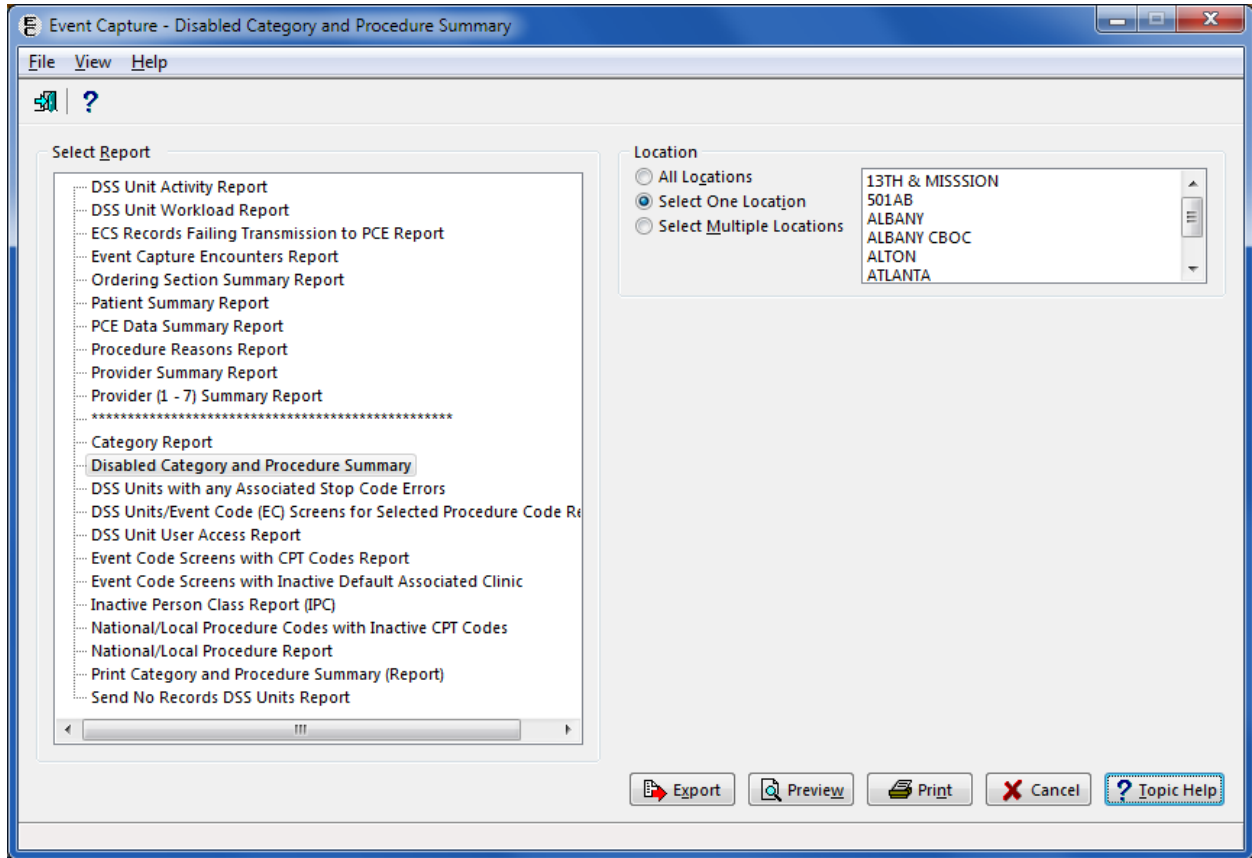 Event Capture - Disabled Category and Procedure Summary
File View Help
Select Report
DSS Unit Activity Report
DSS Unit Workload Report
ECS Records Failing Transmission to PCE Report
Event Capture Encounters Report
Ordering Section Summary Report
Patient Summary Report
PCE Data Summary Report
Procedure Reasons Report
Provider Summary Report
Provider (1 - 7) Summary Report
**************************************************
Category Report
Disabled Category and Procedure Summary
DSS Units with any Associated Stop Code Errors
DSS Units/Event Code (EC) Screens for Selected Procedure Code Re
DSS Unit User Access Report
Event Code Screens with CPT Codes Report
Event Code Screens with Inactive Default Associated Clinic
Inactive Person Class Report (IPC)
National/Local Procedure Codes with Inactive CPT Codes
National/Local Procedure Report
Print Category and Procedure Summary (Report)
Send No Records DSS Units Report
Location
All Locations
Select One Location
Select Multiple Locations
13TH & MISSSION
501AB
ALBANY
ALBANY CBOC
ALTON
ATLANTA
Export Preview Print Cancel Topic Help